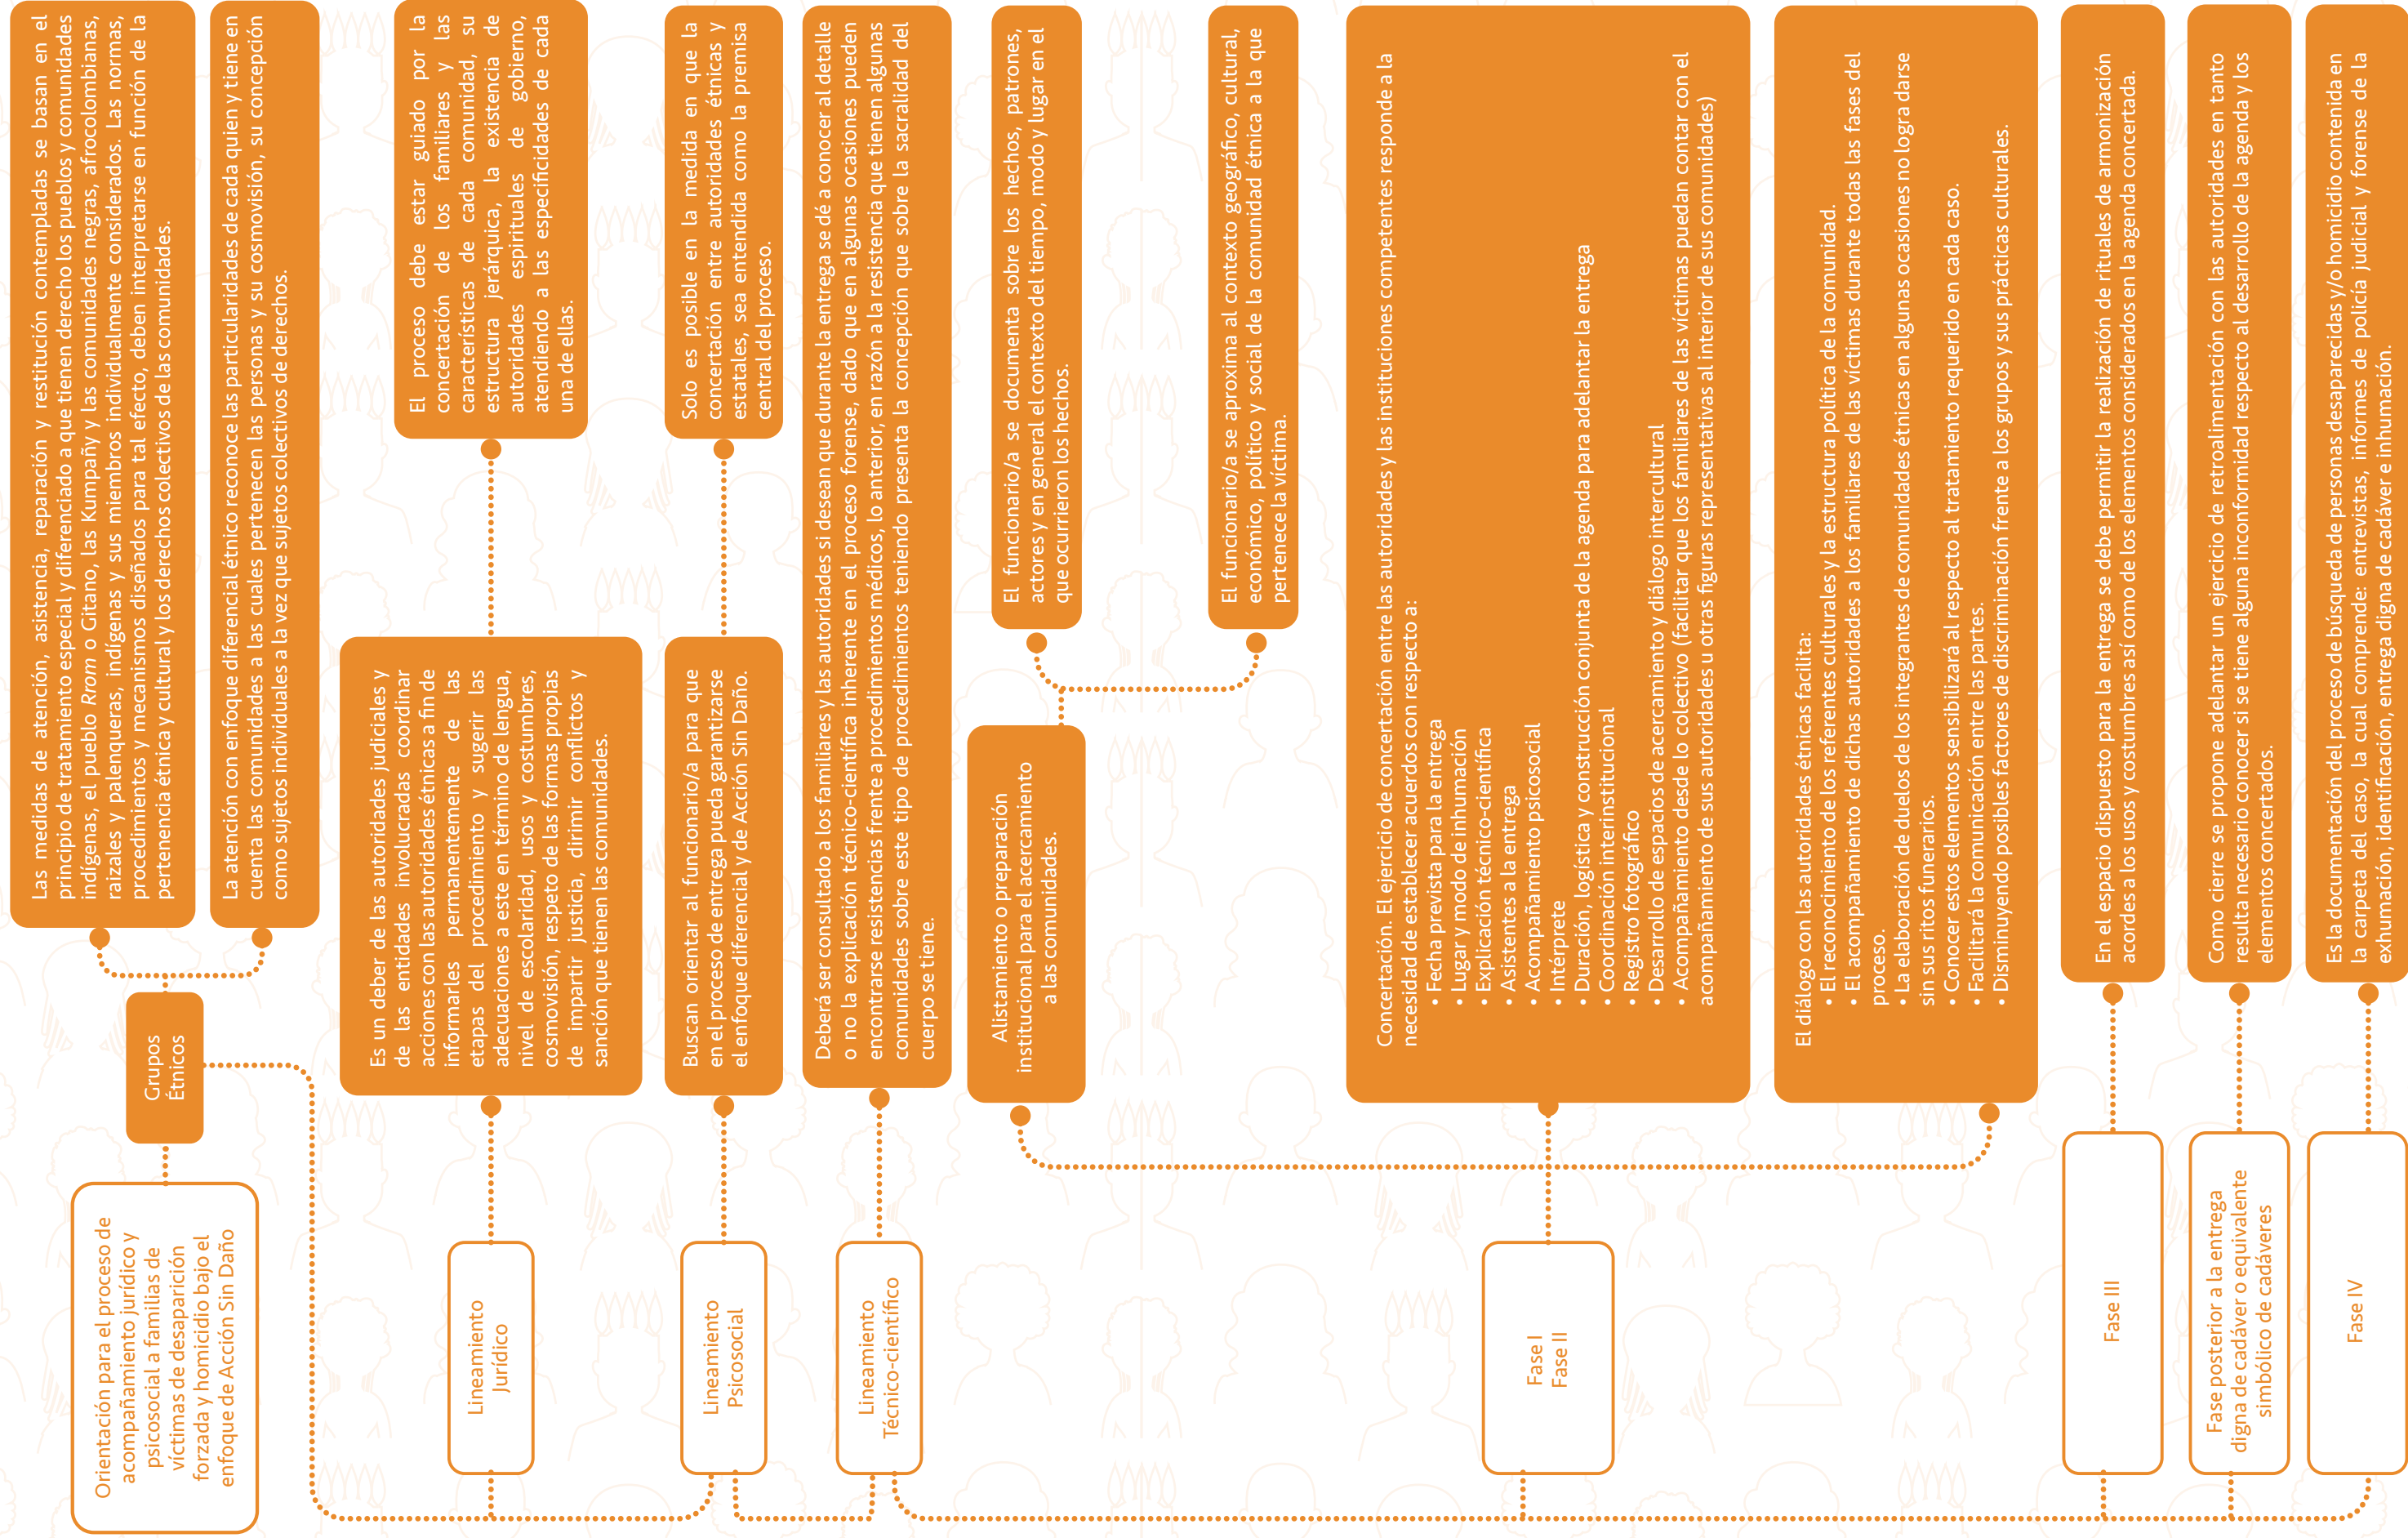 Orientación para el proceso de
acompañamiento jurídico y
psicosocial a familias de
víctimas de desaparición
forzada y homicidio bajo el
enfoque de Acción Sin Daño
Grupos
Étnicos
Las medidas de atención, asistencia, reparación y restitución contempladas se basan en el
principio de tratamiento especial y diferenciado a que tienen derecho los pueblos y comunidades
indígenas, el pueblo Rrom o Gitano, las Kumpañy y las comunidades negras, afrocolombianas,
raizales y palenqueras, indígenas y sus miembros individualmente considerados. Las normas,
procedimientos y mecanismos diseñados para tal efecto, deben interpretarse en función de la
pertenencia étnica y cultural y los derechos colectivos de las comunidades.
La atención con enfoque diferencial étnico reconoce las particularidades de cada quien y tiene en
cuenta las comunidades a las cuales pertenecen las personas y su cosmovisión, su concepción
como sujetos individuales a la vez que sujetos colectivos de derechos.
Lineamiento
Jurídico
Es un deber de las autoridades judiciales y
de las entidades involucradas coordinar
acciones con las autoridades étnicas a fin de
informarles permanentemente de las
etapas del procedimiento y sugerir las
adecuaciones a este en término de lengua,
nivel de escolaridad, usos y costumbres,
cosmovisión, respeto de las formas propias
de impartir justicia, dirimir conflictos y
sanción que tienen las comunidades.
El proceso debe estar guiado por la
concertación de los familiares y las
características de cada comunidad, su
estructura jerárquica, la existencia de
autoridades espirituales de gobierno,
atendiendo a las especificidades de cada
una de ellas.
Lineamiento
Psicosocial
Buscan orientar al funcionario/a para que
en el proceso de entrega pueda garantizarse
el enfoque diferencial y de Acción Sin Daño.
Solo es posible en la medida en que la
concertación entre autoridades étnicas y
estatales, sea entendida como la premisa
central del proceso.
Lineamiento
Técnico-científico
Deberá ser consultado a los familiares y las autoridades si desean que durante la entrega se dé a conocer al detalle
o no la explicación técnico-científica inherente en el proceso forense, dado que en algunas ocasiones pueden
encontrarse resistencias frente a procedimientos médicos, lo anterior, en razón a la resistencia que tienen algunas
comunidades sobre este tipo de procedimientos teniendo presenta la concepción que sobre la sacralidad del
cuerpo se tiene.
Fase I
Fase II
Alistamiento o preparación
institucional para el acercamiento
a las comunidades.
El funcionario/a se documenta sobre los hechos, patrones,
actores y en general el contexto del tiempo, modo y lugar en el
que ocurrieron los hechos.
El funcionario/a se aproxima al contexto geográfico, cultural,
económico, político y social de la comunidad étnica a la que
pertenece la víctima.
Concertación. El ejercicio de concertación entre las autoridades y las instituciones competentes responde a la
necesidad de establecer acuerdos con respecto a:
• Fecha prevista para la entrega
• Lugar y modo de inhumación
• Explicación técnico-científica
• Asistentes a la entrega
• Acompañamiento psicosocial
• Intérprete
• Duración, logística y construcción conjunta de la agenda para adelantar la entrega
• Coordinación interinstitucional
• Registro fotográfico
• Desarrollo de espacios de acercamiento y diálogo intercultural
• Acompañamiento desde lo colectivo (facilitar que los familiares de las víctimas puedan contar con el
acompañamiento de sus autoridades u otras figuras representativas al interior de sus comunidades)
El diálogo con las autoridades étnicas facilita:
• El reconocimiento de los referentes culturales y la estructura política de la comunidad.
• El acompañamiento de dichas autoridades a los familiares de las víctimas durante todas las fases del
proceso.
• La elaboración de duelos de los integrantes de comunidades étnicas en algunas ocasiones no logra darse
sin sus ritos funerarios.
• Conocer estos elementos sensibilizará al respecto al tratamiento requerido en cada caso.
• Facilitará la comunicación entre las partes.
• Disminuyendo posibles factores de discriminación frente a los grupos y sus prácticas culturales.
Fase III
En el espacio dispuesto para la entrega se debe permitir la realización de rituales de armonización
acordes a los usos y costumbres así como de los elementos considerados en la agenda concertada.
Fase posterior a la entrega
digna de cadáver o equivalente
simbólico de cadáveres
Como cierre se propone adelantar un ejercicio de retroalimentación con las autoridades en tanto
resulta necesario conocer si se tiene alguna inconformidad respecto al desarrollo de la agenda y los
elementos concertados.
Fase IV
Es la documentación del proceso de búsqueda de personas desaparecidas y/o homicidio contenida en
la carpeta del caso, la cual comprende: entrevistas, informes de policía judicial y forense de la
exhumación, identificación, entrega digna de cadáver e inhumación.